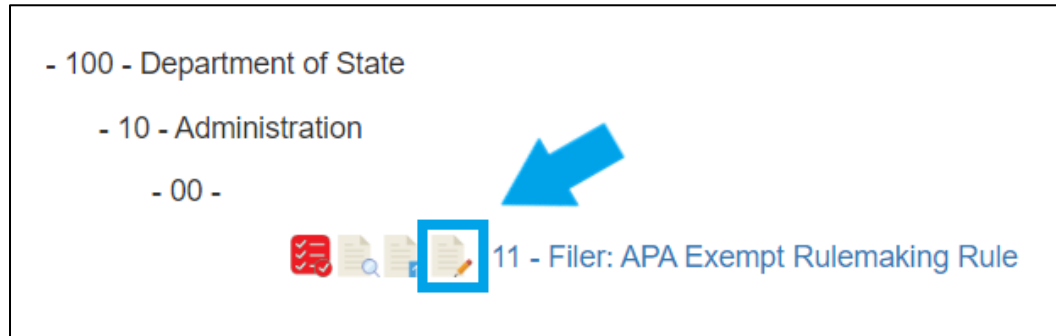 - 100 - Department of State
- 10 - Administration
- 00 -
11 - Filer: APA Exempt Rulemaking Rule